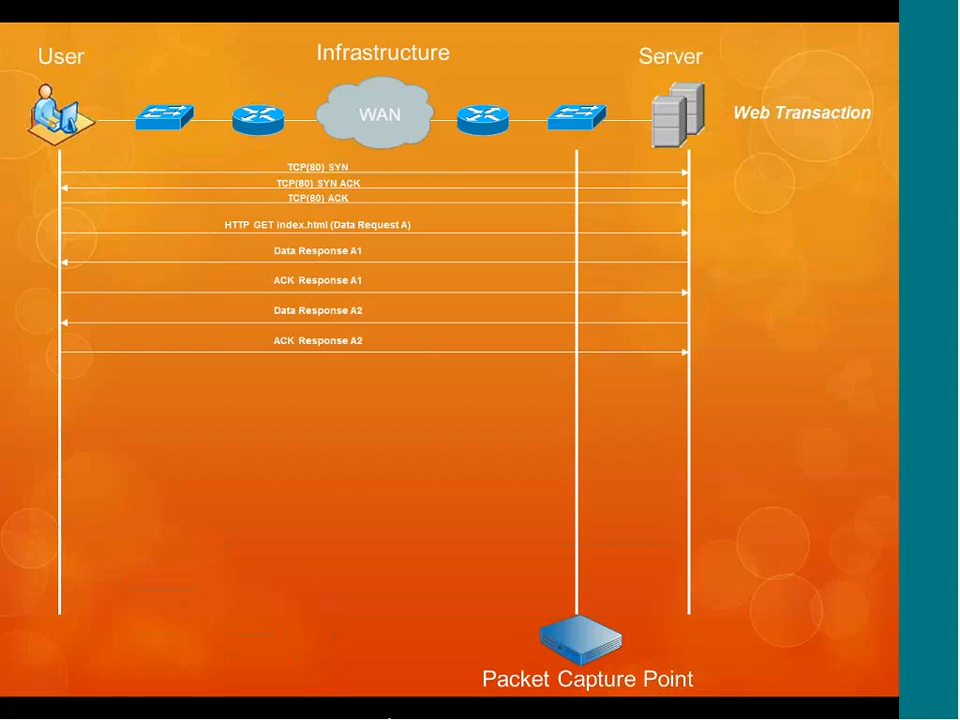 User
Infrastructure
Server
WAN
Web Transaction
TCP(80) SYN
TCP(80) SYN ACK
TCP(80) ACK
HTTP GET index.html (Data Request A)
Data Response A1
ACK Response A1
Data Response A2
ACK Response A2
Packet Capture Point